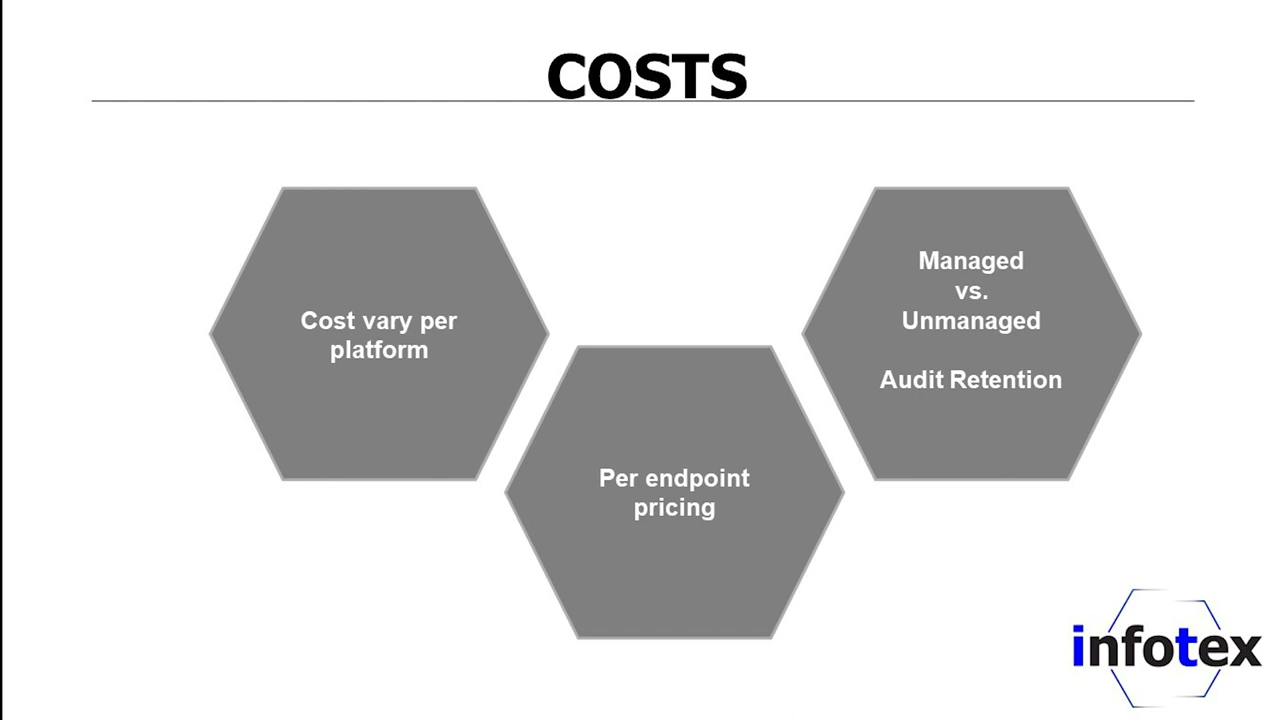 COSTS
Cost vary per
platform
Per endpoint
pricing
Managed
vs.
Unmanaged
Audit Retention
infotex